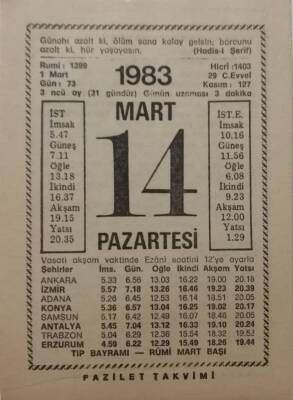 Günahı azalt ki, ölüm sana kolay gelsin; borcunu
azalt ki, hür yaşayasın. (Hadis-i Şerif)
Rumî : 1399
1 Mart
Gün : 73
1983
Hicrî :1403
29 C.Evvel
Kasım : 127
3 ncü ay (31 gündür) Günün uzaması 3 dakika
MART
14
PAZARTESİ
İST
İmsak
5.47
Güneş
7.11
Öğle
13.18
İkindi
16.37
Akşam
19.15
Yatsı
20.35
İST.E.
İmsak
10.16
Güneş
11.56
Öğle
6.08
İkindi
9.23
Akşam
12.00
Yatsı
1.29
Vasati akşam vaktinde Ezânî saatini 12'ye ayarla
Şehirler İms. Gün. Öğle İkindi Akşam Yatsı
ANKARA 5.33 6.56 13.03 16.22 19.00 20.18
İZMİR 5.57 7.18 13.26 16.46 19.23 20.39
ADANA 5.26 6.45 12.53 16.14 18.51 20.05
KONYA 5.36 6.57 13.04 16.25 19.02 20.17
SAMSUN 5.17 6.42 12.49 16.07 18.45 20.06
ANTALYA 5.45 7.04 13.12 16.33 19.10 20.24
TRABZON 5.04 6.29 12.36 15.54 18.32 19.52
ERZURUM 4.59 6.22 12.29 15.49 18.26 19.44
TIP BAYRAMI — RÛMİ MART BAŞI
FAZİLET TAKVİMİ